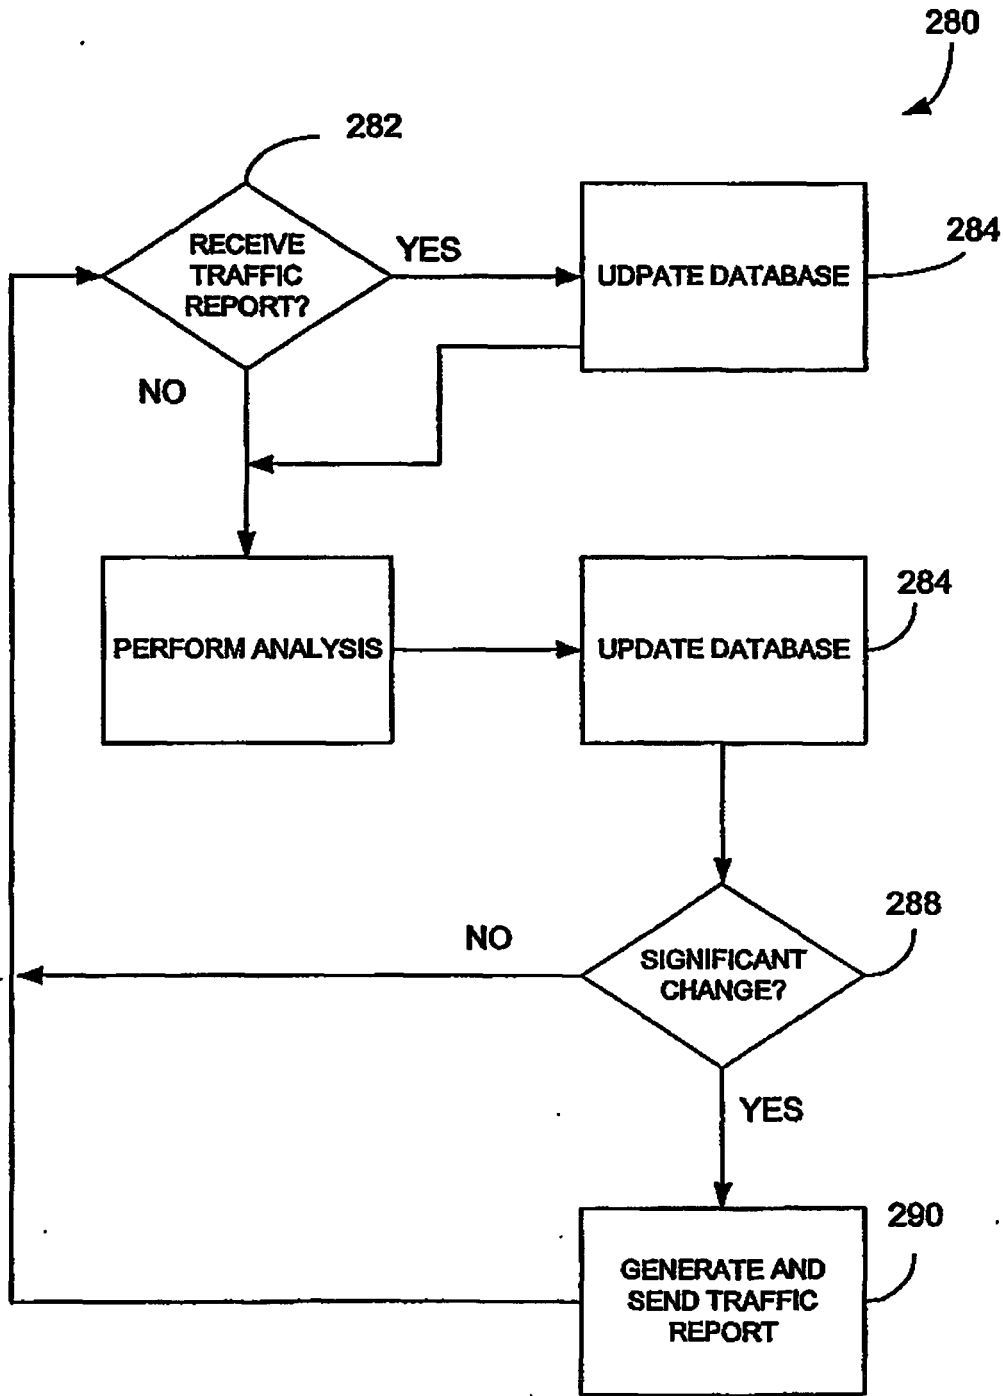 280
282
RECEIVE
TRAFFIC
REPORT?
YES
UDPATE DATABASE
284
NO
PERFORM ANALYSIS
UPDATE DATABASE
284
NO
SIGNIFICANT
CHANGE?
288
YES
GENERATE AND
SEND TRAFFIC
REPORT
290